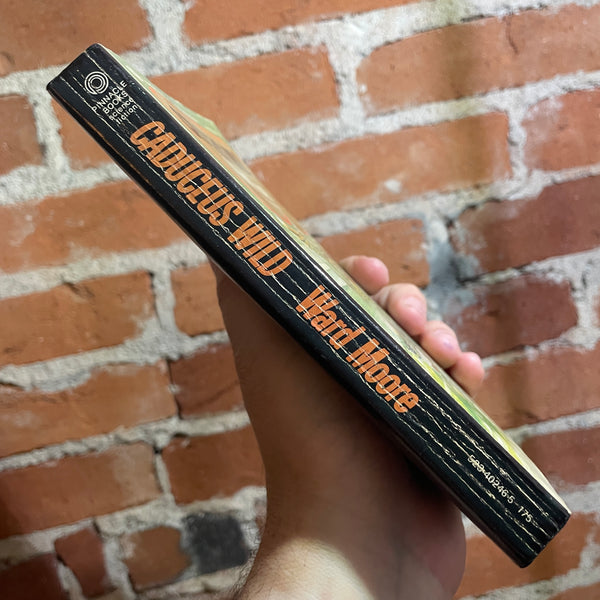 PINNACLE
BOOKS
science
fiction
CADUCEUS WILD
Ward Moore
523-40246-5 175